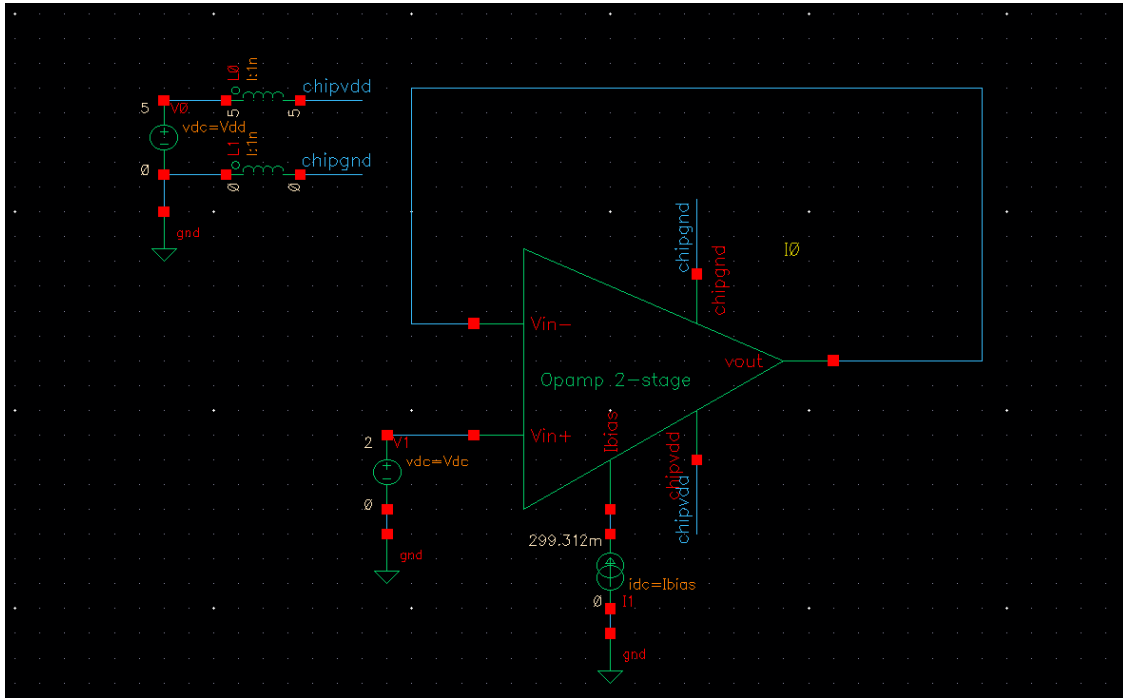 L0
l:1n
chipvdd
5
V0
5
5
vdc=Vdd
L1
l:1n
chipgnd
0
0
0
gnd
chipgnd
chipgnd
I0
Vin-
vout
Opamp 2-stage
Ibias
2
V1
Vin+
vdc=Vdc
chipvdd
chipvdd
0
gnd
299.312m
idc=Ibias
0
I1
gnd